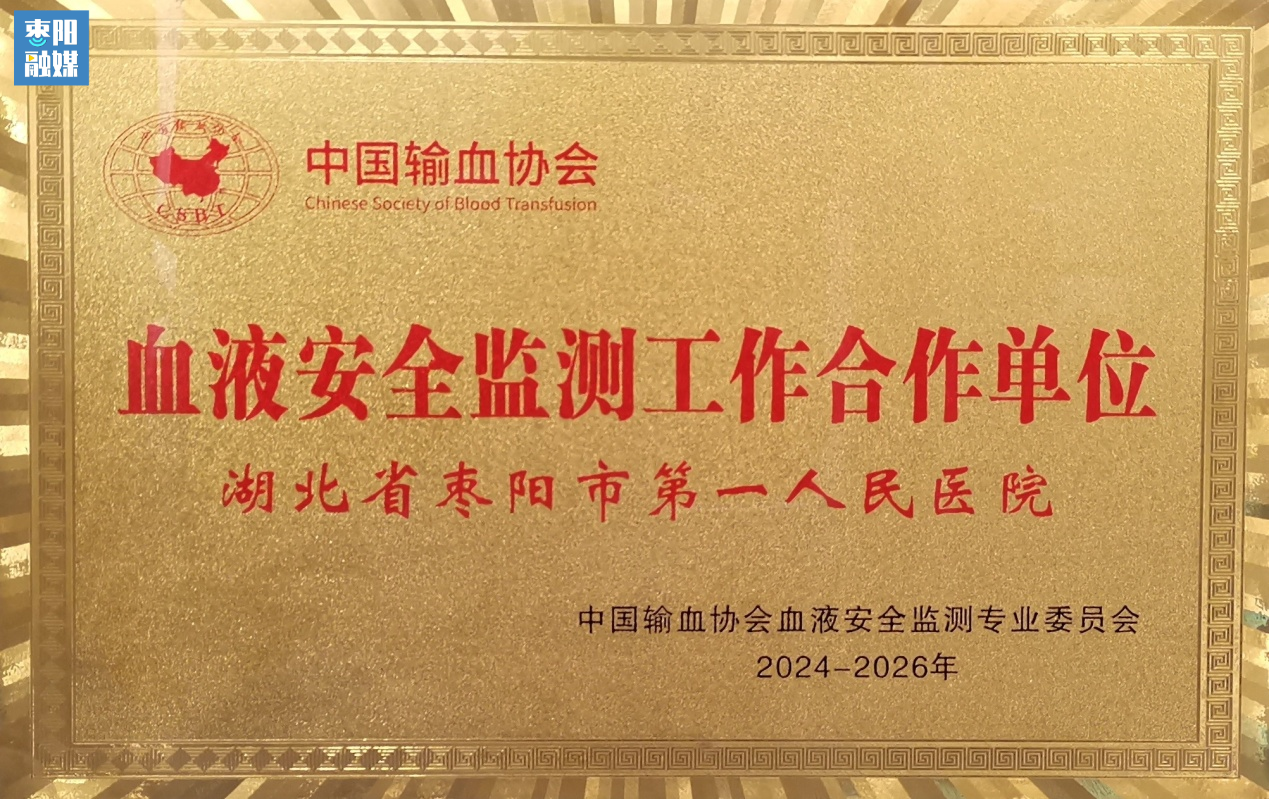 枣阳
融媒
中国输血协会
Chinese Society of Blood Transfusion
CSBT
血液安全监测工作合作单位
湖北省枣阳市第一人民医院
中国输血协会血液安全监测专业委员会
2024-2026年